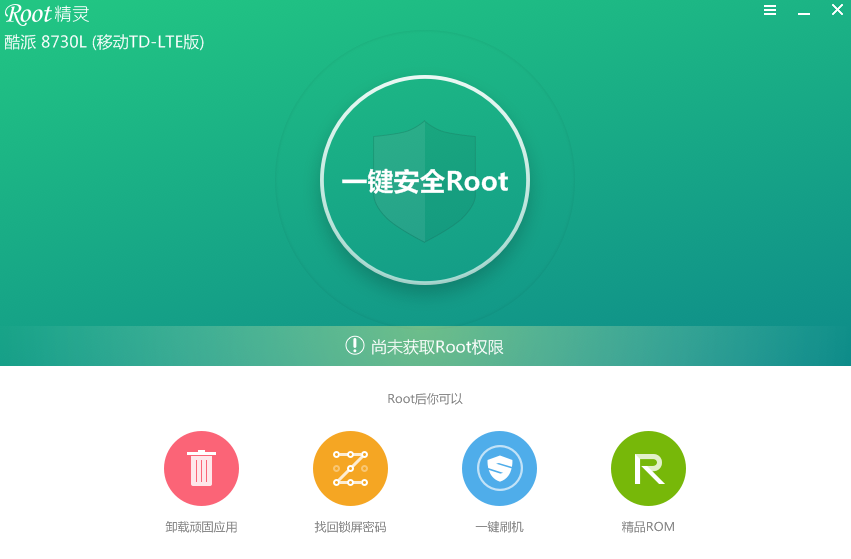 Root精灵
酷派 8730L (移动TD-LTE版)
一键安全Root
尚未获取Root权限
Root后你可以
卸载顽固应用
找回锁屏密码
一键刷机
精品ROM